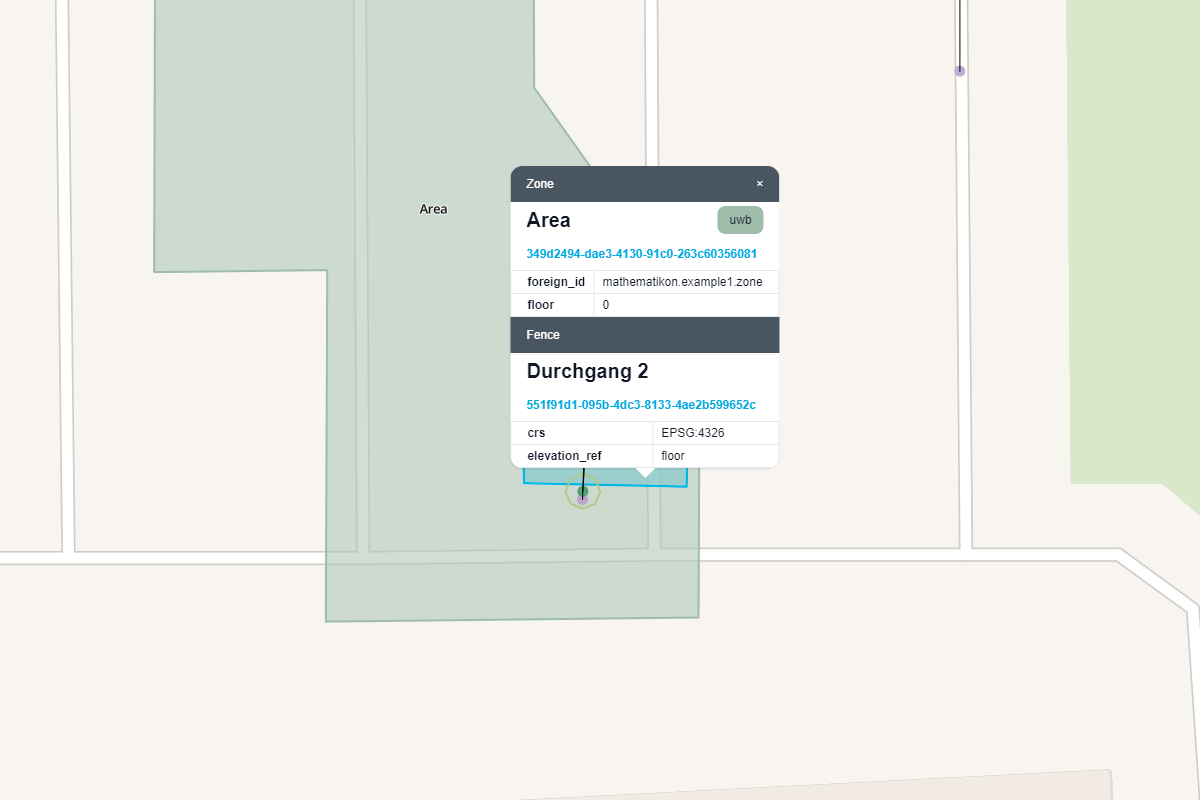 Zone ×
Area uwb
349d2494-dae3-4130-91c0-263c60356081
foreign_id mathematikon.example1.zone
floor 0
Fence
Durchgang 2
551f91d1-095b-4dc3-8133-4ae2b599652c
crs EPSG:4326
elevation_ref floor
Area